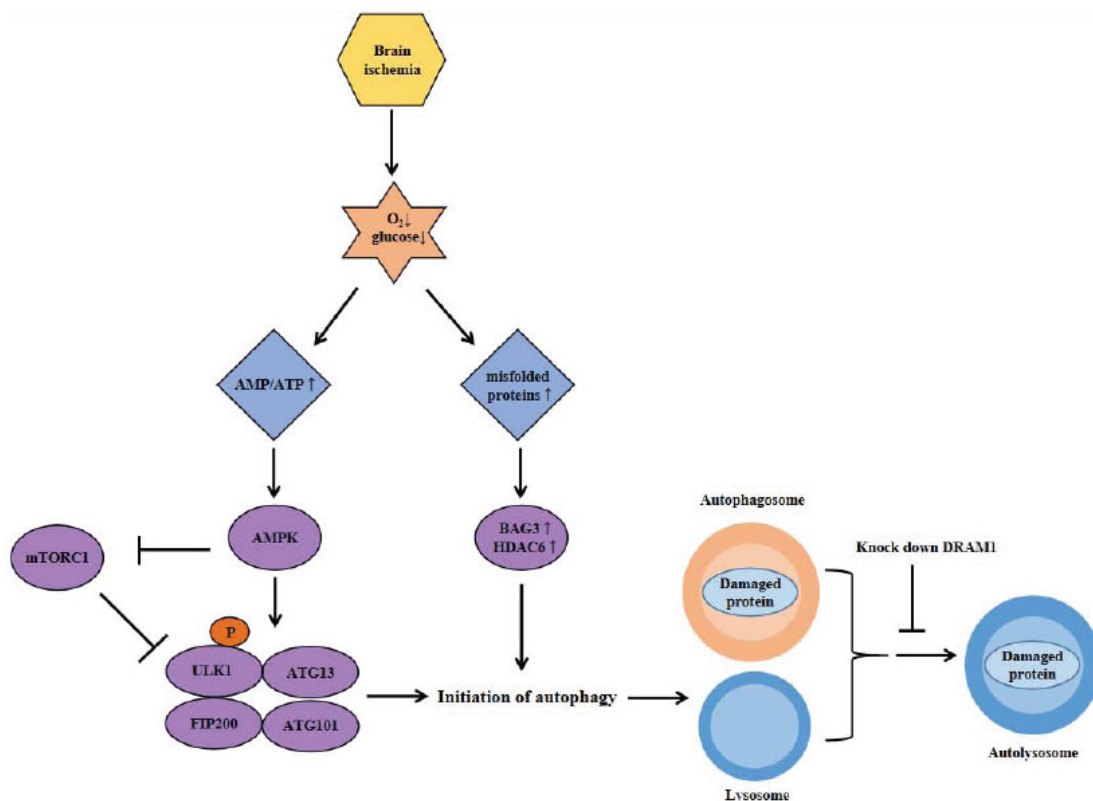 Brain
ischemia
O₂↓
glucose↓
AMP/ATP ↑
misfolded
proteins ↑
mTORC1
AMPK
BAG3 ↑
HDAC6 ↑
P
ULK1
ATG13
FIP200
ATG101
Initiation of autophagy
Autophagosome
Damaged
protein
Lysosome
Knock down DRAM1
Damaged
protein
Autolysosome